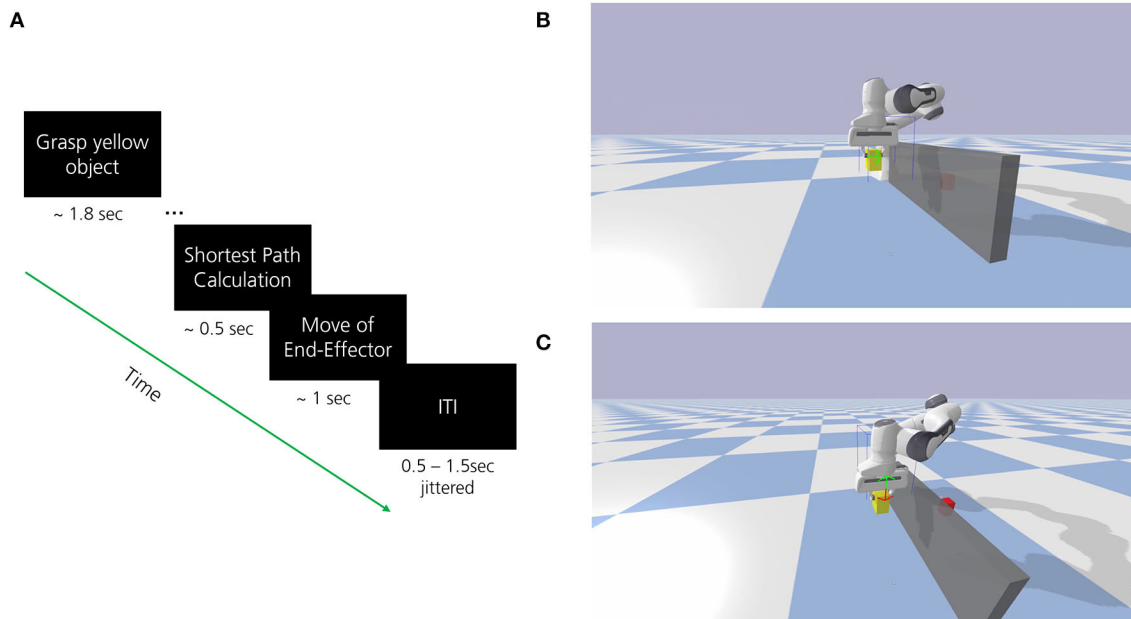 A
Grasp yellow
object
~ 1.8 sec
...
Shortest Path
Calculation
~ 0.5 sec
Move of
End-Effector
~ 1 sec
ITI
0.5 – 1.5sec
jittered
Time
B
C